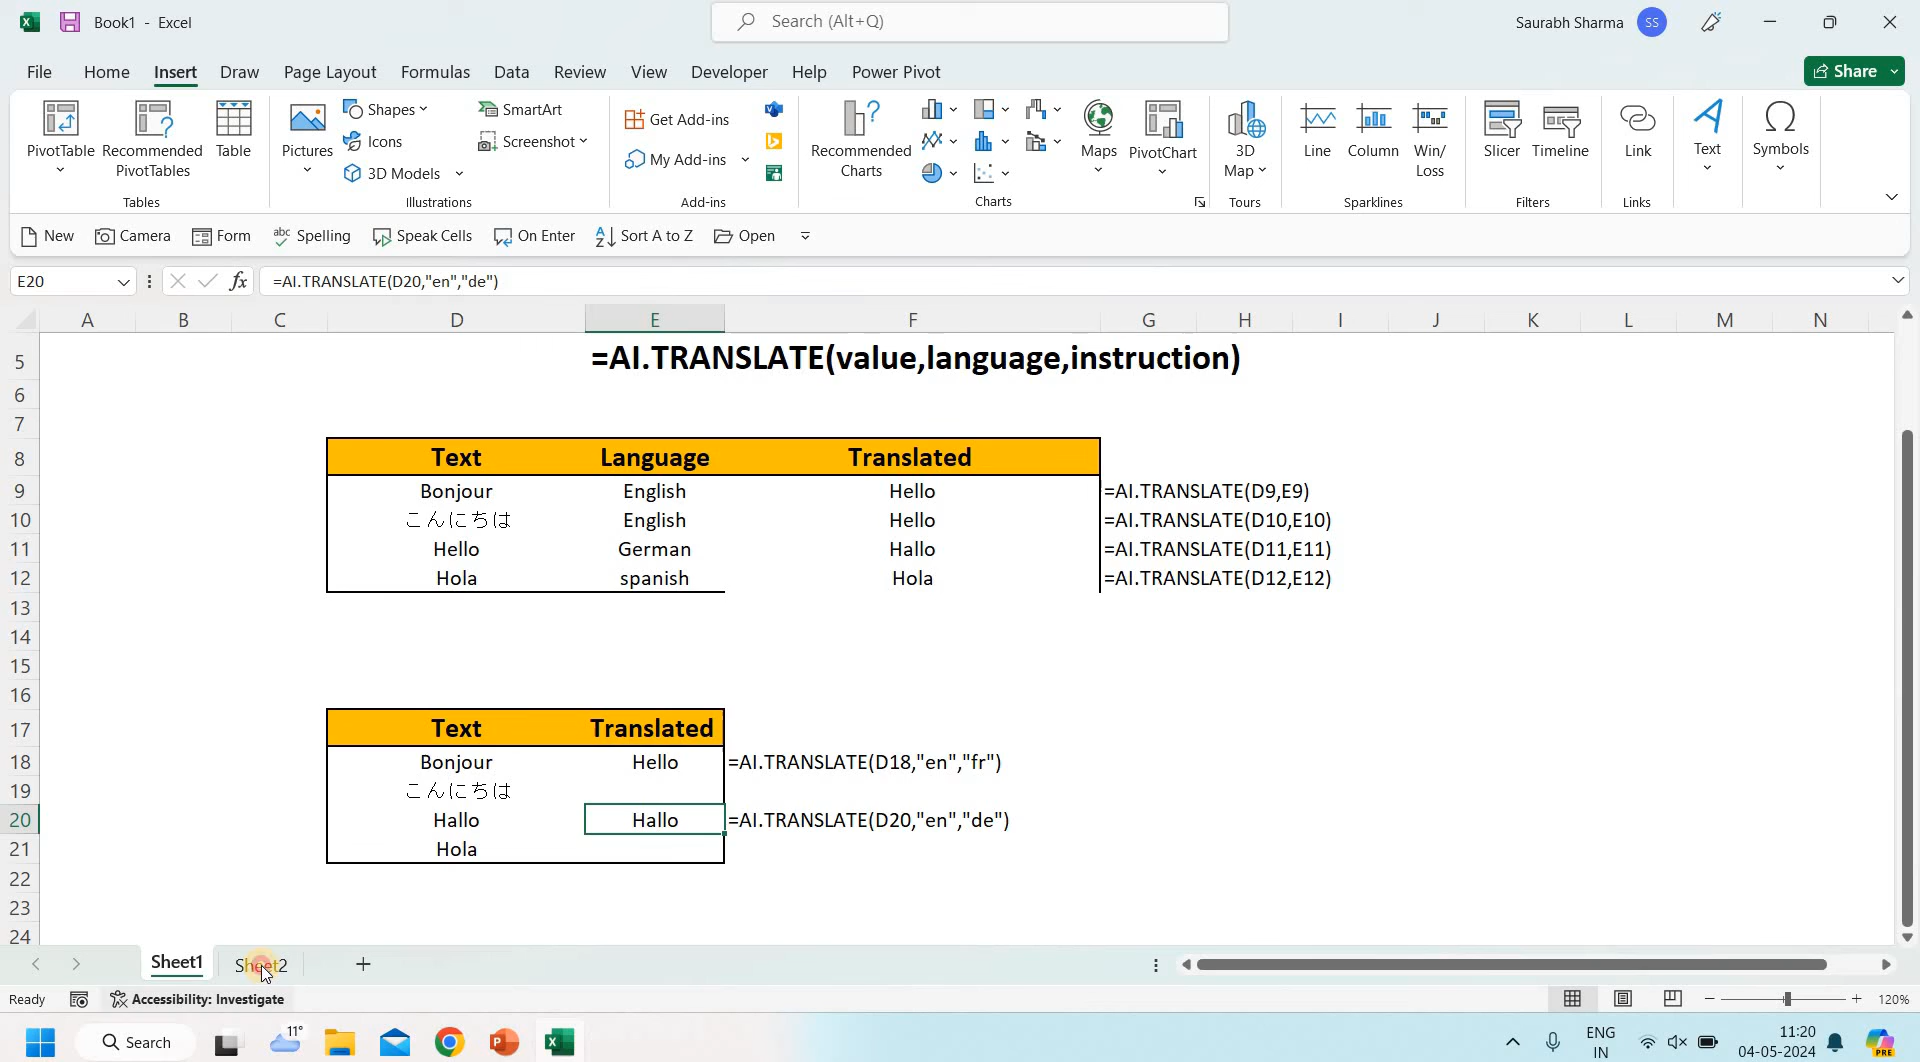 Book1 - Excel
Search (Alt+Q)
Saurabh Sharma SS
File Home Insert Draw Page Layout Formulas Data Review View Developer Help Power Pivot
Share
PivotTable
Recommended PivotTables
Table
Tables
Pictures
Shapes
Icons
3D Models
SmartArt
Screenshot
Illustrations
Get Add-ins
My Add-ins
Add-ins
Recommended Charts
Maps
PivotChart
Charts
3D Map
Tours
Line
Column
Win/Loss
Sparklines
Slicer
Timeline
Filters
Link
Links
Text
Symbols
New Camera Form Spelling Speak Cells On Enter Sort A to Z Open
E20 fx =AI.TRANSLATE(D20,"en","de")
A B C D E F G H I J K L M N
5 =AI.TRANSLATE(value,language,instruction)
6
7
8 Text Language Translated
9 Bonjour English Hello =AI.TRANSLATE(D9,E9)
10 こんにちは English Hello =AI.TRANSLATE(D10,E10)
11 Hello German Hallo =AI.TRANSLATE(D11,E11)
12 Hola spanish Hola =AI.TRANSLATE(D12,E12)
13
14
15
16
17 Text Translated
18 Bonjour Hello =AI.TRANSLATE(D18,"en","fr")
19 こんにちは
20 Hallo Hallo =AI.TRANSLATE(D20,"en","de")
21 Hola
22
23
24
Sheet1 Sheet2
Ready Accessibility: Investigate 120%
Search 11° ENG IN 11:20 04-05-2024 PRE